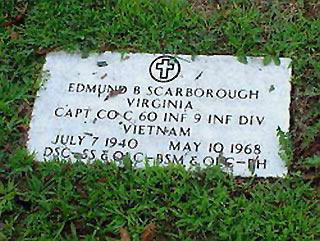 EDMUND B SCARBOROUGH
VIRGINIA
CAPT CO C 60 INF 9 INF DIV
VIETNAM
JULY 7 1940 MAY 10 1968
DSC-SS & OLC-BSM & OLC-PH